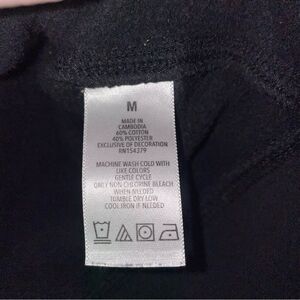 M
MADE IN
CAMBODIA
60% COTTON
40% POLYESTER
EXCLUSIVE OF DECORATION
RN154379
MACHINE WASH COLD WITH
LIKE COLORS
GENTLE CYCLE
ONLY NON CHLORINE BLEACH
WHEN NEEDED
TUMBLE DRY LOW
COOL IRON IF NEEDED